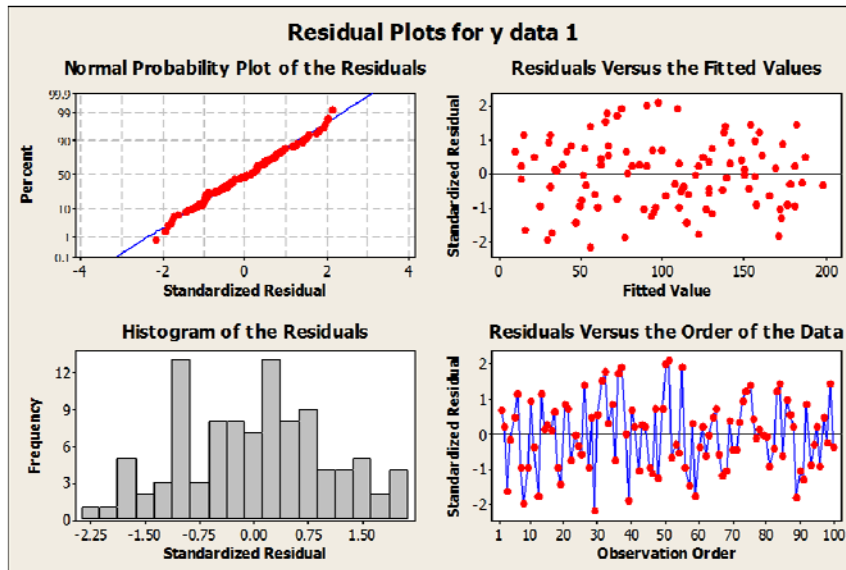 Residual Plots for y data 1
Normal Probability Plot of the Residuals
99.9
99
90
50
10
1
0.1
Percent
-4 -2 0 2 4
Standardized Residual
Residuals Versus the Fitted Values
2
1
0
-1
-2
Standardized Residual
0 50 100 150 200
Fitted Value
Histogram of the Residuals
12
9
6
3
0
Frequency
-2.25 -1.50 -0.75 0.00 0.75 1.50
Standardized Residual
Residuals Versus the Order of the Data
2
1
0
-1
-2
Standardized Residual
1 10 20 30 40 50 60 70 80 90 100
Observation Order